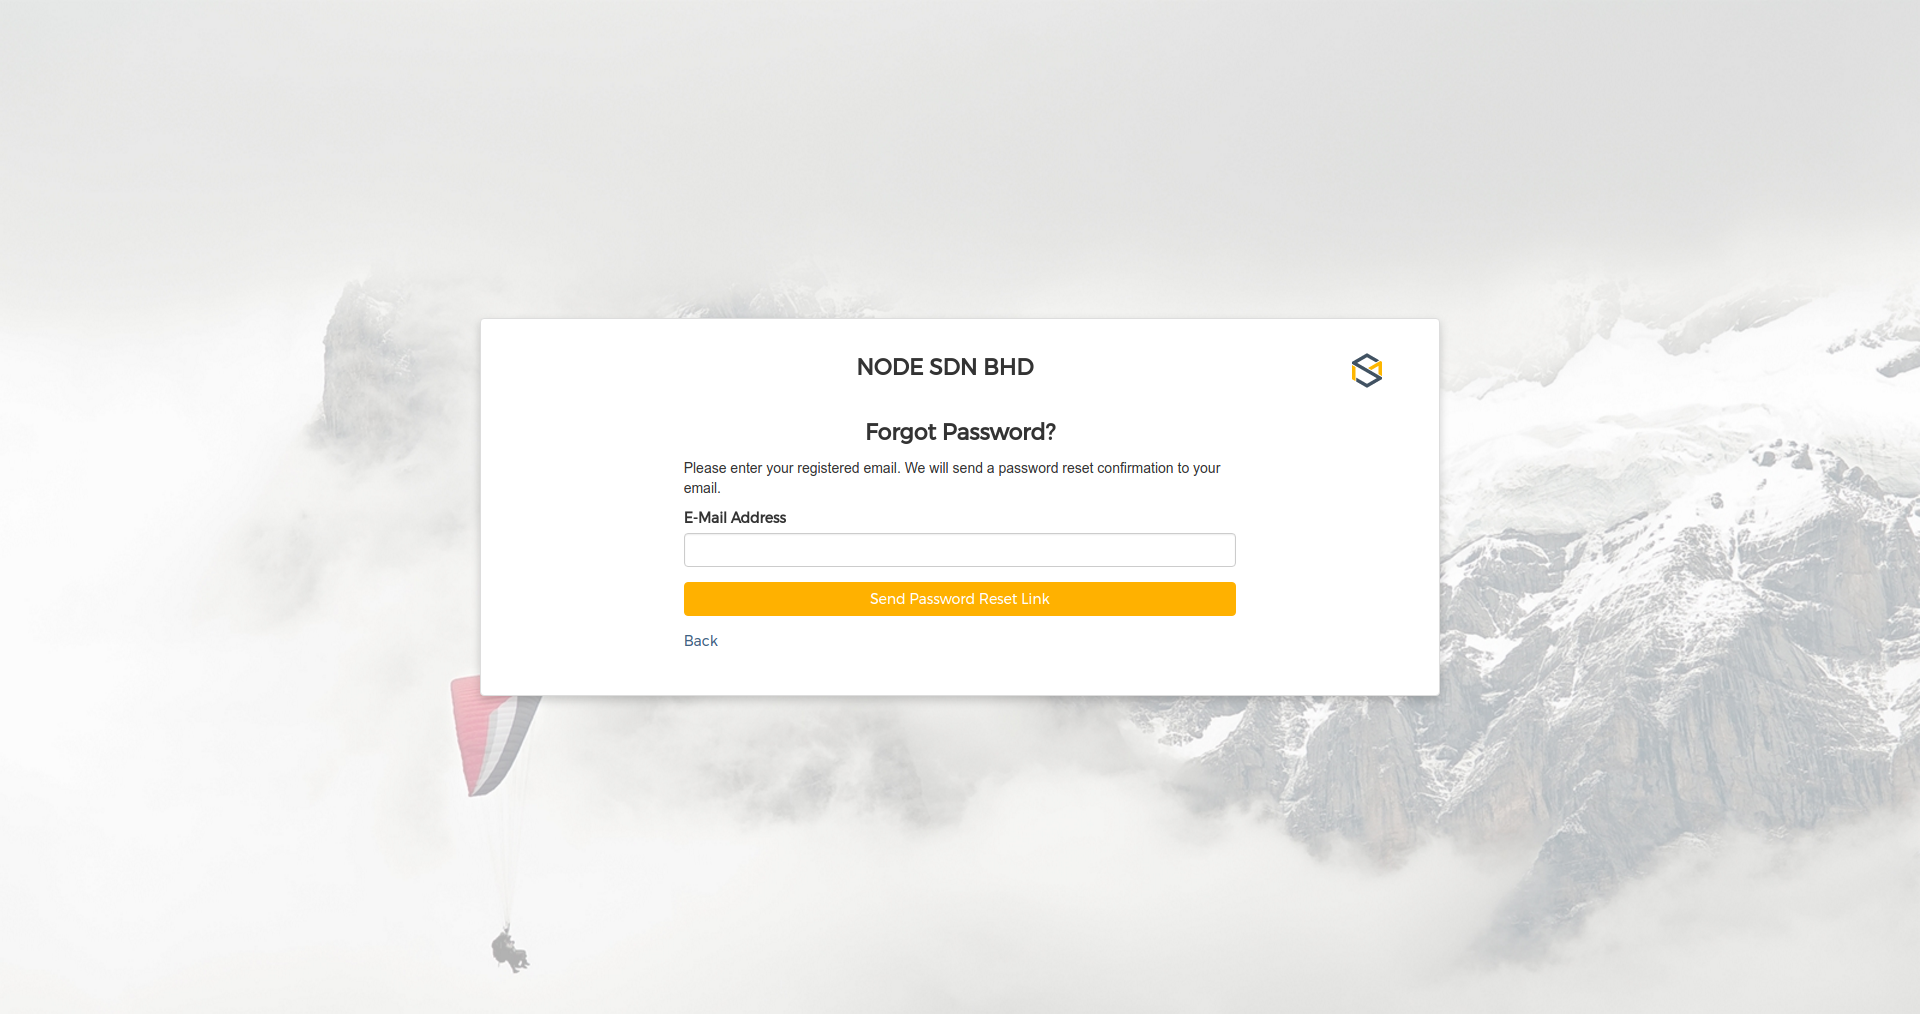 NODE SDN BHD
Forgot Password?
Please enter your registered email. We will send a password reset confirmation to your
email.
E-Mail Address
Send Password Reset Link
Back